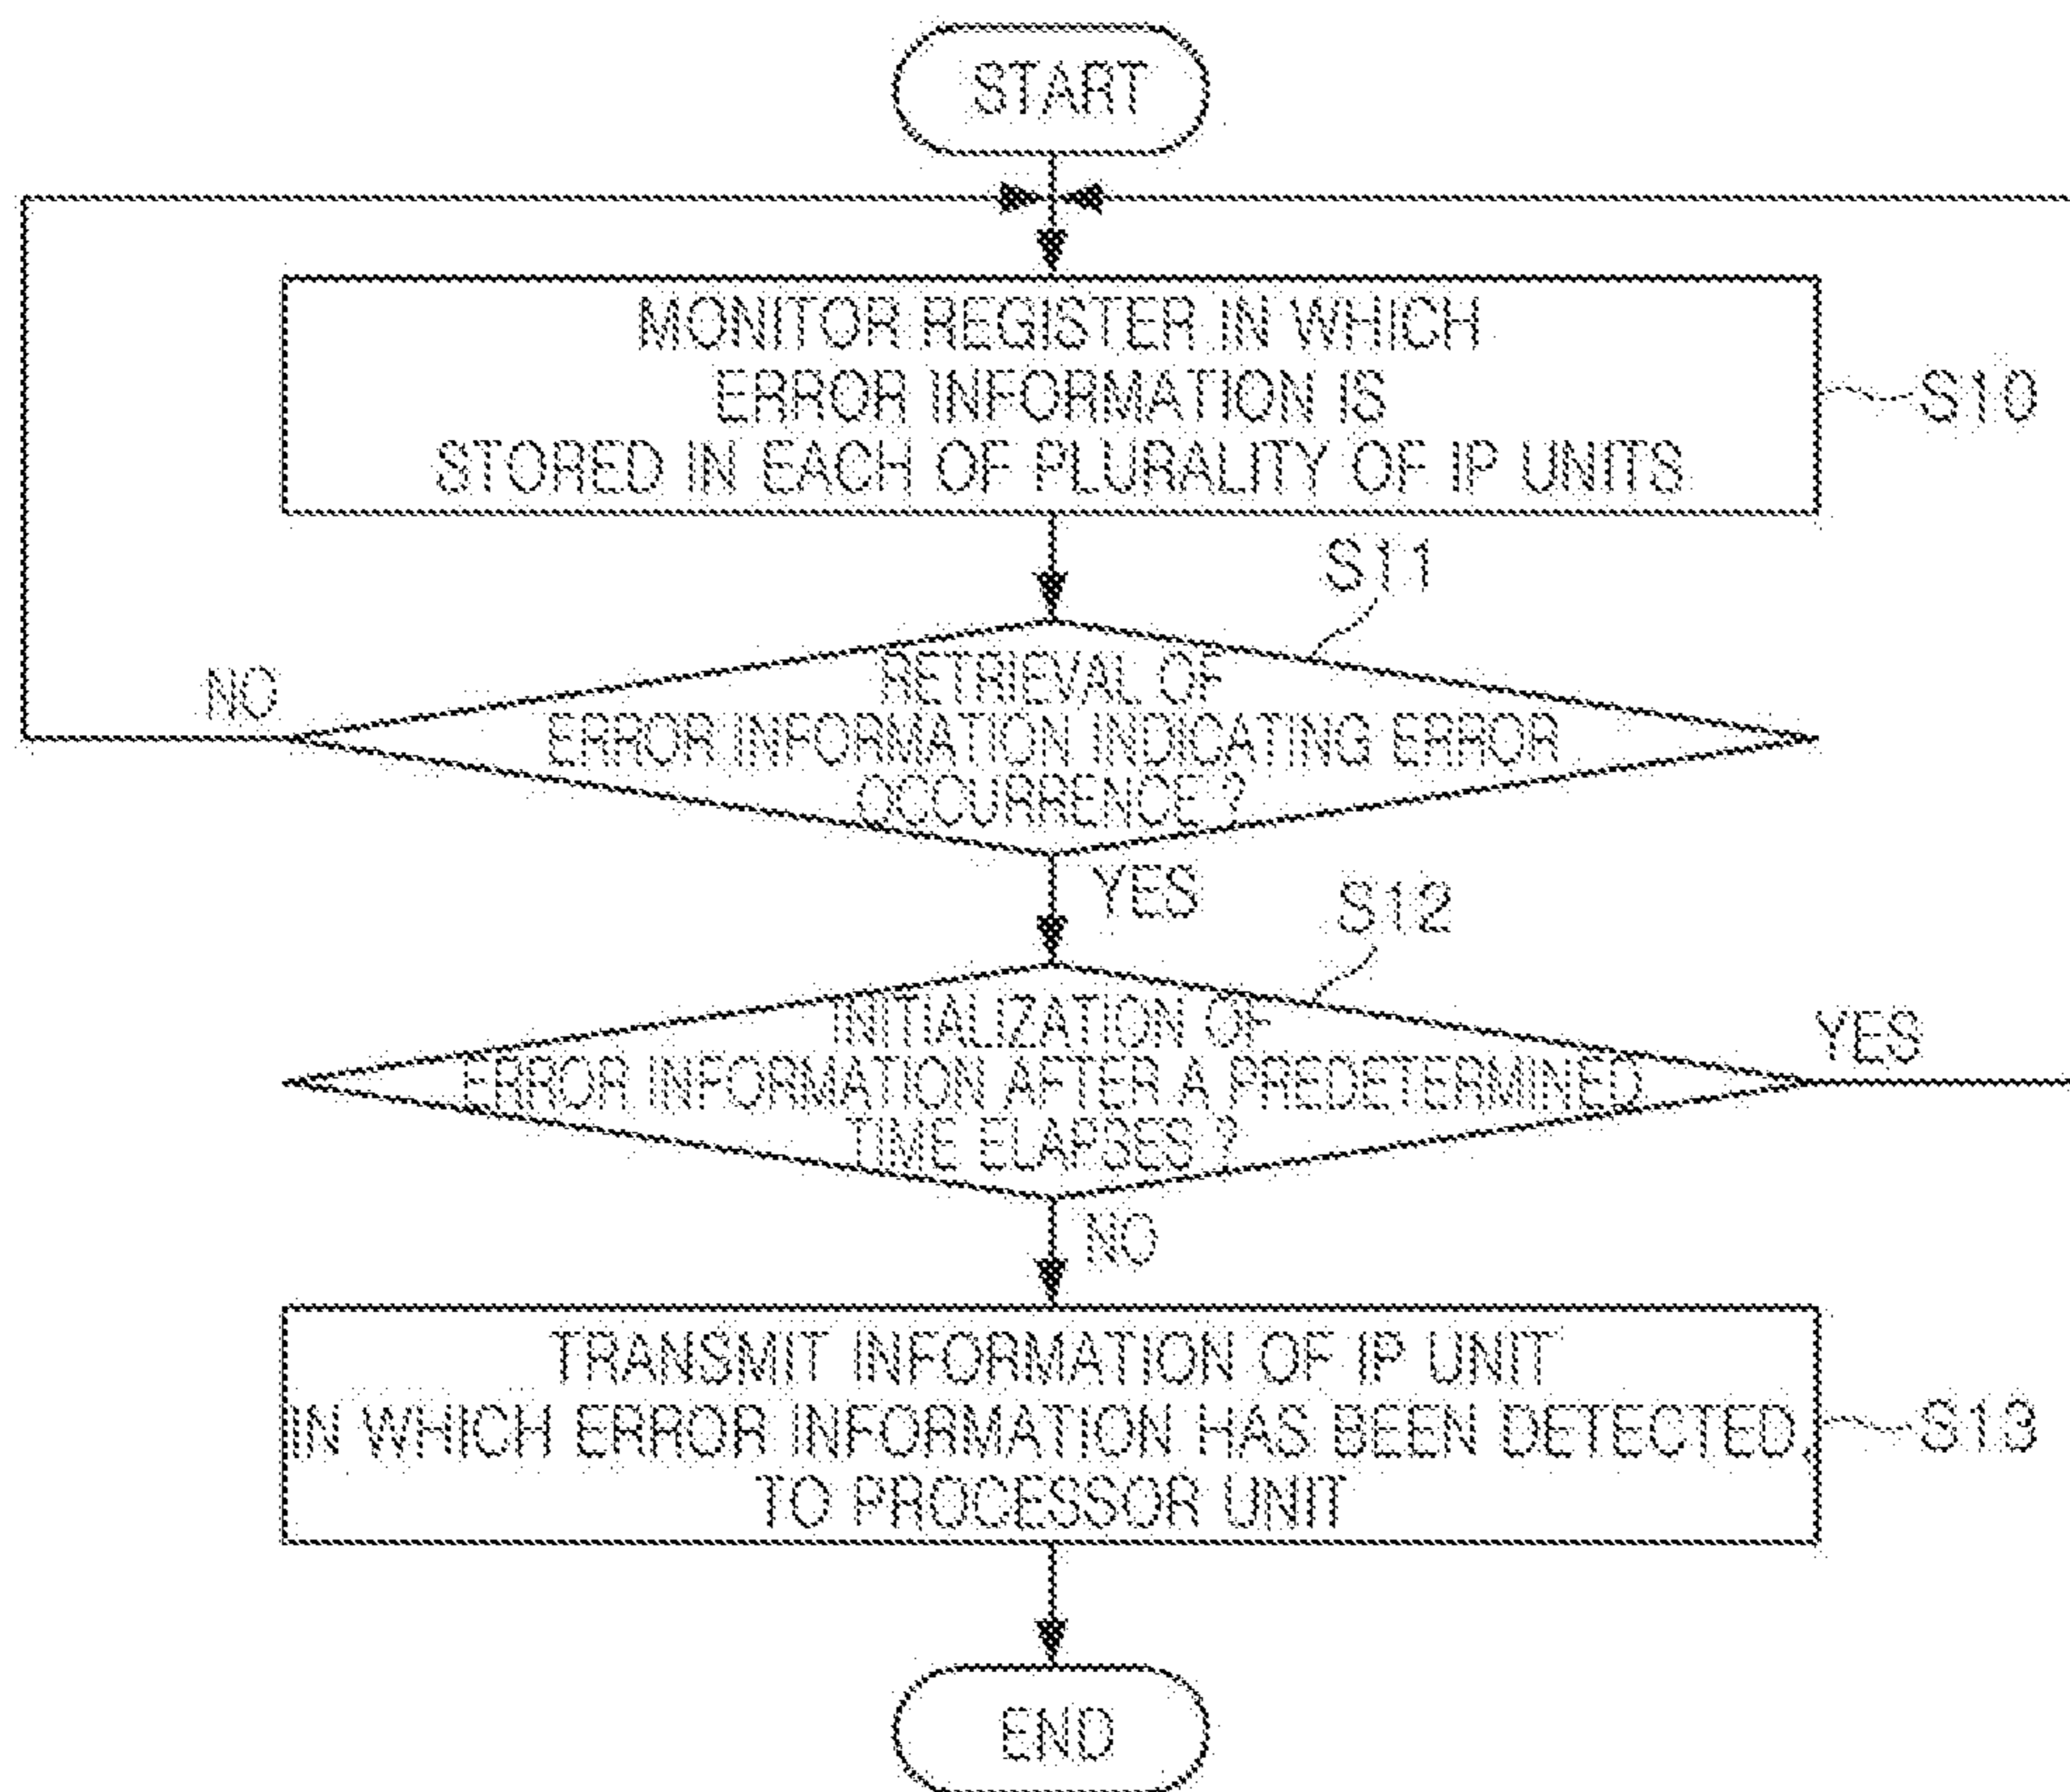 START
MONITOR REGISTER IN WHICH
ERROR INFORMATION IS
STORED IN EACH OF PLURALITY OF IP UNITS
S10
S11
RETRIEVAL OF
ERROR INFORMATION INDICATING ERROR
OCCURRENCE ?
NO
YES
S12
INITIALIZATION OF
ERROR INFORMATION AFTER A PREDETERMINED
TIME ELAPSES ?
YES
NO
TRANSMIT INFORMATION OF IP UNIT
IN WHICH ERROR INFORMATION HAS BEEN DETECTED,
TO PROCESSOR UNIT
S13
END